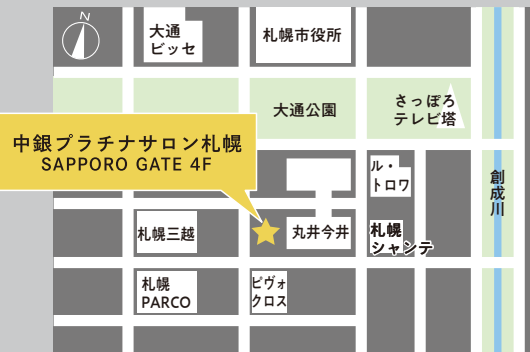 N
大通
ビッセ
札幌市役所
大通公園
さっぽろ
テレビ塔
中銀プラチナサロン札幌
SAPPORO GATE 4F
ル・
トロワ
創成川
札幌三越
丸井今井
札幌
シャンテ
札幌
PARCO
ピヴォ
クロス